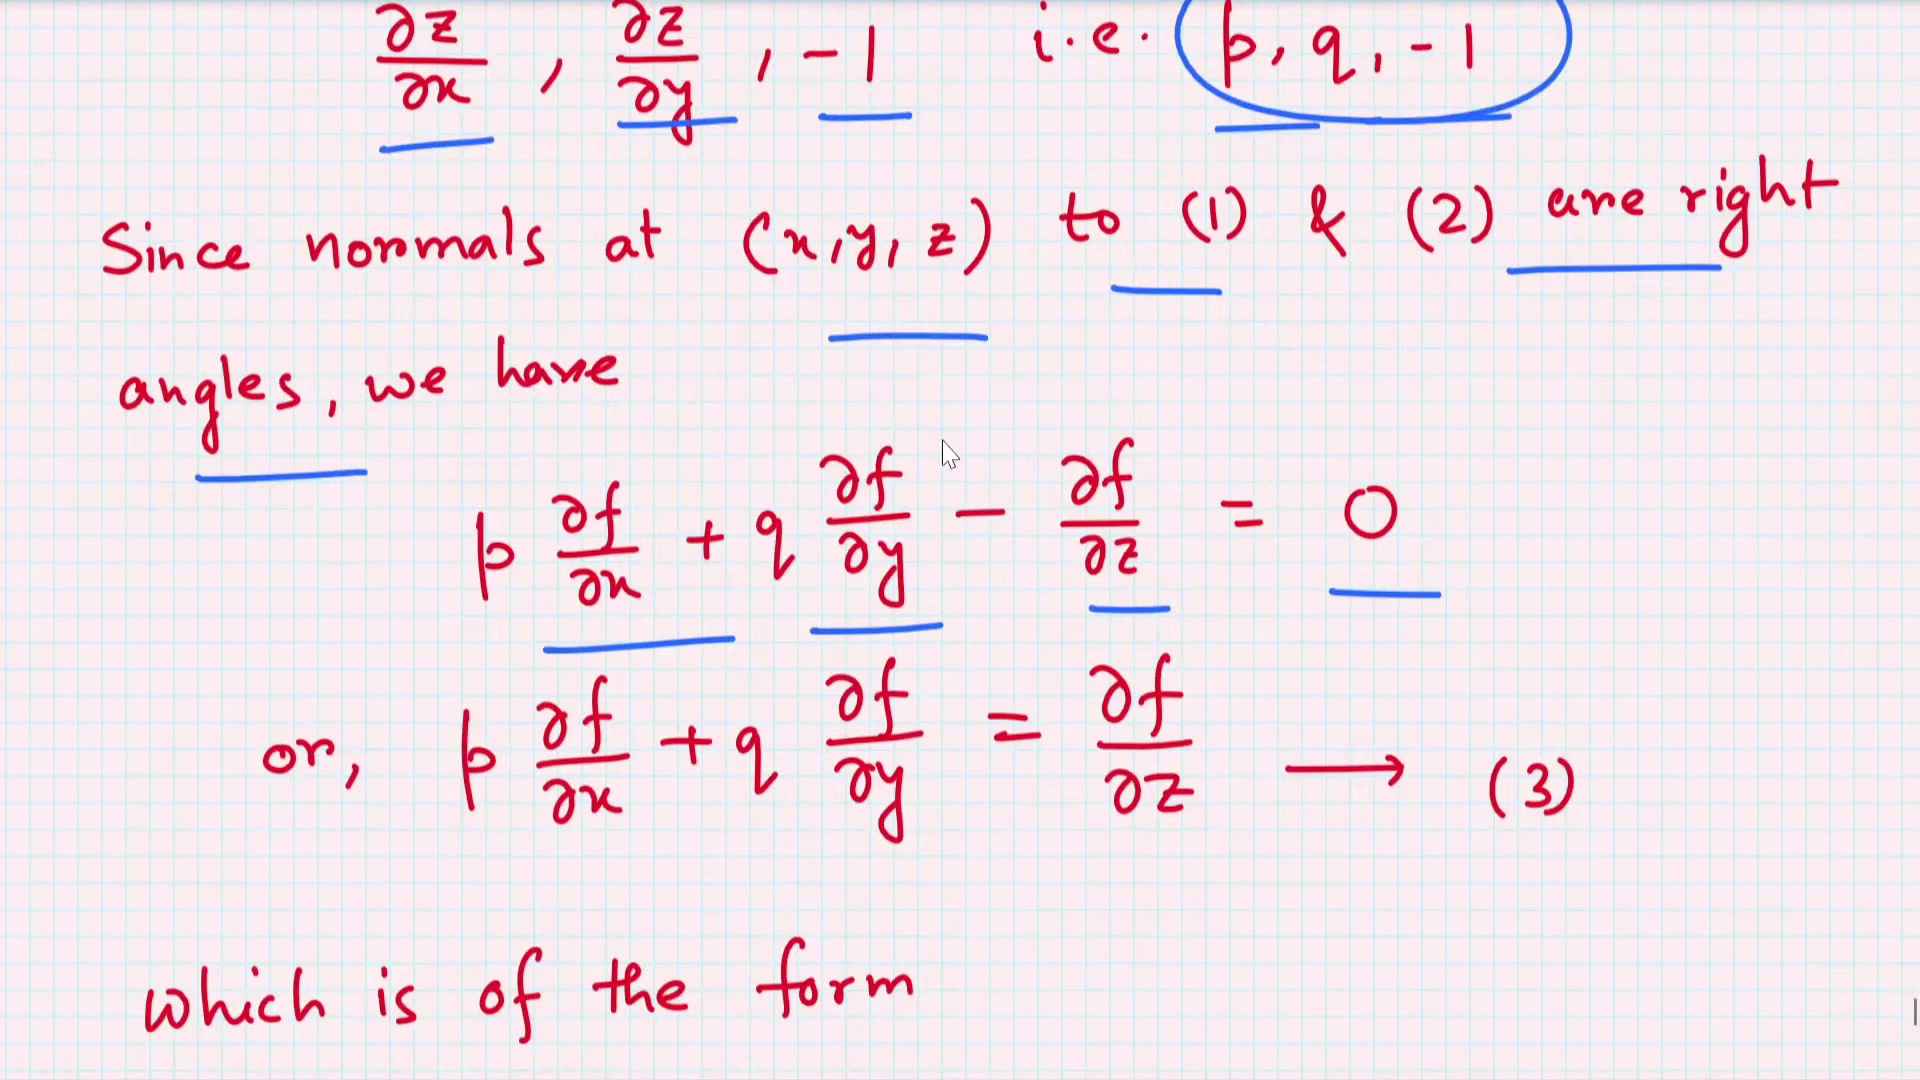 ∂z/∂x , ∂z/∂y , -1 i.e. p, q, -1
Since normals at (x, y, z) to (1) & (2) are right
angles, we have
p ∂f/∂x + q ∂f/∂y - ∂f/∂z = 0
or, p ∂f/∂x + q ∂f/∂y = ∂f/∂z ⟶ (3)
which is of the form